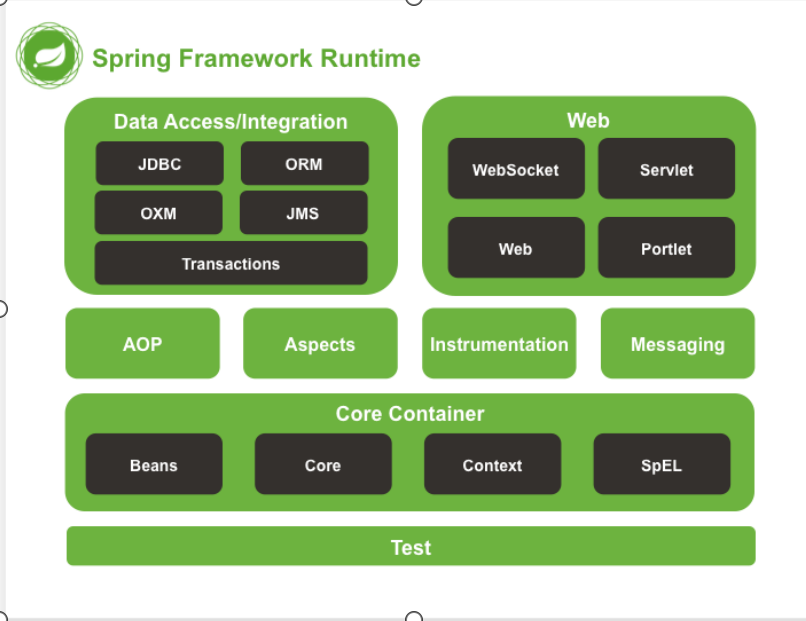 Spring Framework Runtime
Data Access/Integration
JDBC
ORM
OXM
JMS
Transactions
Web
WebSocket
Servlet
Web
Portlet
AOP
Aspects
Instrumentation
Messaging
Core Container
Beans
Core
Context
SpEL
Test